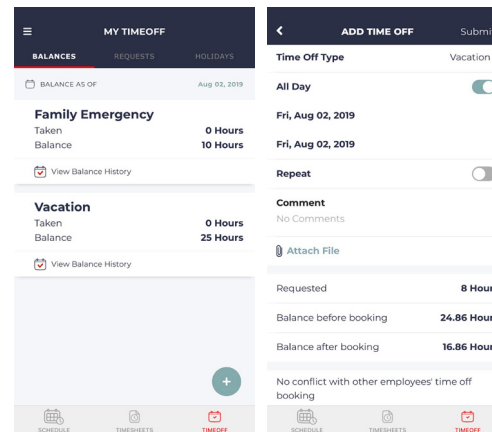 MY TIMEOFF
BALANCES REQUESTS HOLIDAYS
BALANCE AS OF Aug 02, 2019
Family Emergency
Taken 0 Hours
Balance 10 Hours
View Balance History
Vacation
Taken 0 Hours
Balance 25 Hours
View Balance History
SCHEDULE TIMESHEETS TIMEOFF
ADD TIME OFF Submi
Time Off Type Vacation
All Day
Fri, Aug 02, 2019
Fri, Aug 02, 2019
Repeat
Comment
No Comments
Attach File
Requested 8 Hour
Balance before booking 24.86 Hour
Balance after booking 16.86 Hour
No conflict with other employees' time off
booking
SCHEDULE TIMESHEETS TIMEOFF